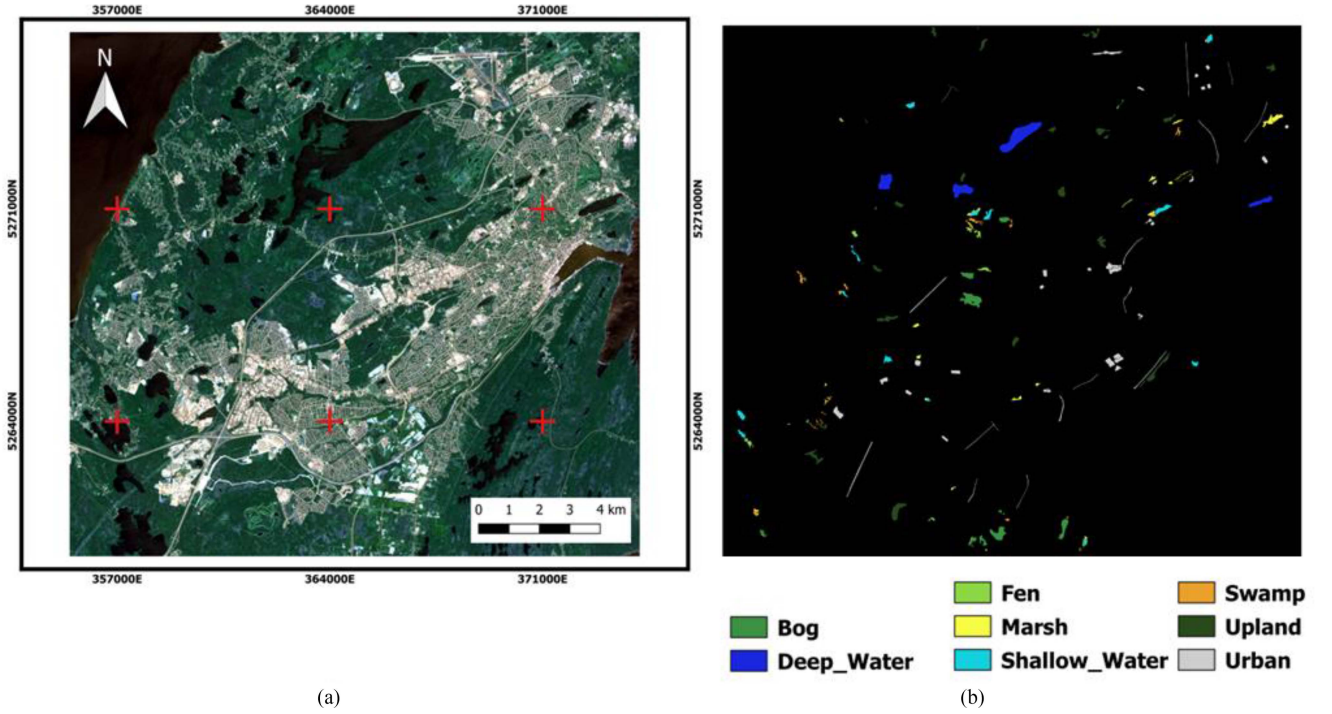 357000E 364000E 371000E
N
5271000N 5271000N
5264000N 5264000N
0 1 2 3 4 km
357000E 364000E 371000E
Fen Swamp
Bog Marsh Upland
Deep_Water Shallow_Water Urban
(a) (b)